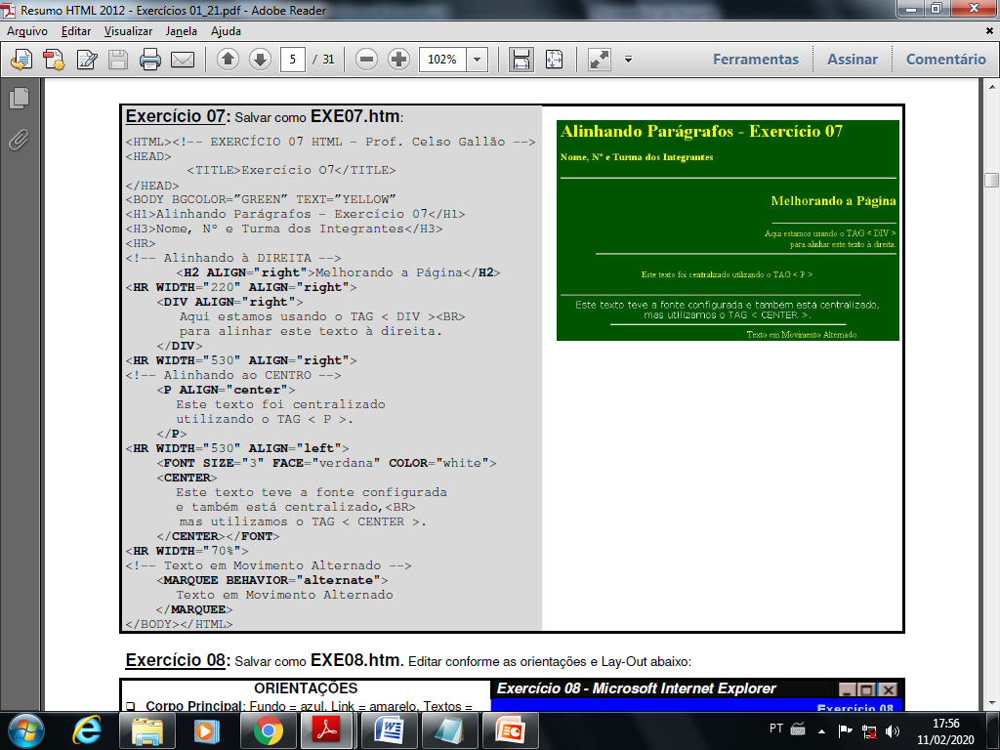 Resumo HTML 2012 - Exercícios 01_21.pdf - Adobe Reader
Arquivo Editar Visualizar Janela Ajuda
5 / 31 102% Ferramentas Assinar Comentário
Exercício 07: Salvar como EXE07.htm:
<HTML><!-- EXERCÍCIO 07 HTML – Prof. Celso Gallão -->
<HEAD>
<TITLE>Exercício O7</TITLE>
</HEAD>
<BODY BGCOLOR=”GREEN” TEXT=”YELLOW”
<H1>Alinhando Parágrafos – Exercício 07</H1>
<H3>Nome, Nº e Turma dos Integrantes</H3>
<HR>
<!-- Alinhando à DIREITA -->
<H2 ALIGN="right">Melhorando a Página</H2>
<HR WIDTH="220" ALIGN="right">
<DIV ALIGN="right">
Aqui estamos usando o TAG < DIV ><BR>
para alinhar este texto à direita.
</DIV>
<HR WIDTH="530" ALIGN="right">
<!-- Alinhando ao CENTRO -->
<P ALIGN="center">
Este texto foi centralizado
utilizando o TAG < P >.
</P>
<HR WIDTH="530" ALIGN="left">
<FONT SIZE="3" FACE="verdana" COLOR="white">
<CENTER>
Este texto teve a fonte configurada
e também está centralizado,<BR>
mas utilizamos o TAG < CENTER >.
</CENTER></FONT>
<HR WIDTH="70%">
<!-- Texto em Movimento Alternado -->
<MARQUEE BEHAVIOR="alternate">
Texto em Movimento Alternado
</MARQUEE>
</BODY></HTML>
Alinhando Parágrafos - Exercício 07
Nome, Nº e Turma dos Integrantes
Melhorando a Página
Aqui estamos usando o TAG < DIV >
para alinhar este texto à direita.
Este texto foi centralizado utilizando o TAG < P >.
Este texto teve a fonte configurada e também está centralizado,
mas utilizamos o TAG < CENTER >.
Texto em Movimento Alternado
Exercício 08: Salvar como EXE08.htm. Editar conforme as orientações e Lay-Out abaixo:
ORIENTAÇÕES
Corpo Principal: Fundo = azul, Link = amarelo, Textos =
Exercício 08 - Microsoft Internet Explorer
Exercício 08
PT 17:56
11/02/2020